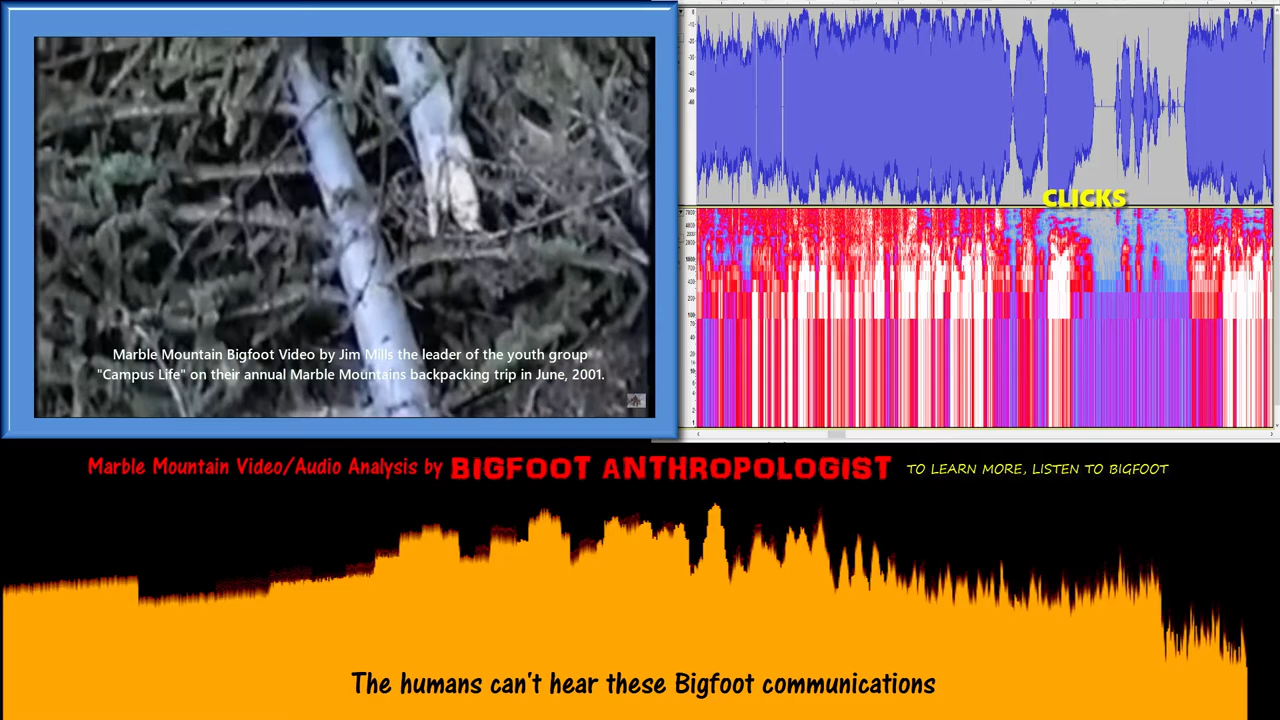 CLICKS
Marble Mountain Bigfoot Video by Jim Mills the leader of the youth group
"Campus Life" on their annual Marble Mountains backpacking trip in June, 2001.
Marble Mountain Video/Audio Analysis by BIGFOOT ANTHROPOLOGIST TO LEARN MORE, LISTEN TO BIGFOOT
The humans can't hear these Bigfoot communications